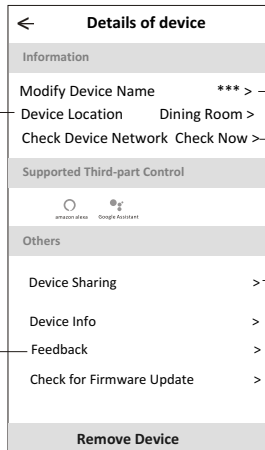 ← Details of device
Information
Modify Device Name *** >
Device Location Dining Room >
Check Device Network Check Now >
Supported Third-part Control
amazon alexa Google Assistant
Others
Device Sharing >
Device Info >
Feedback >
Check for Firmware Update >
Remove Device